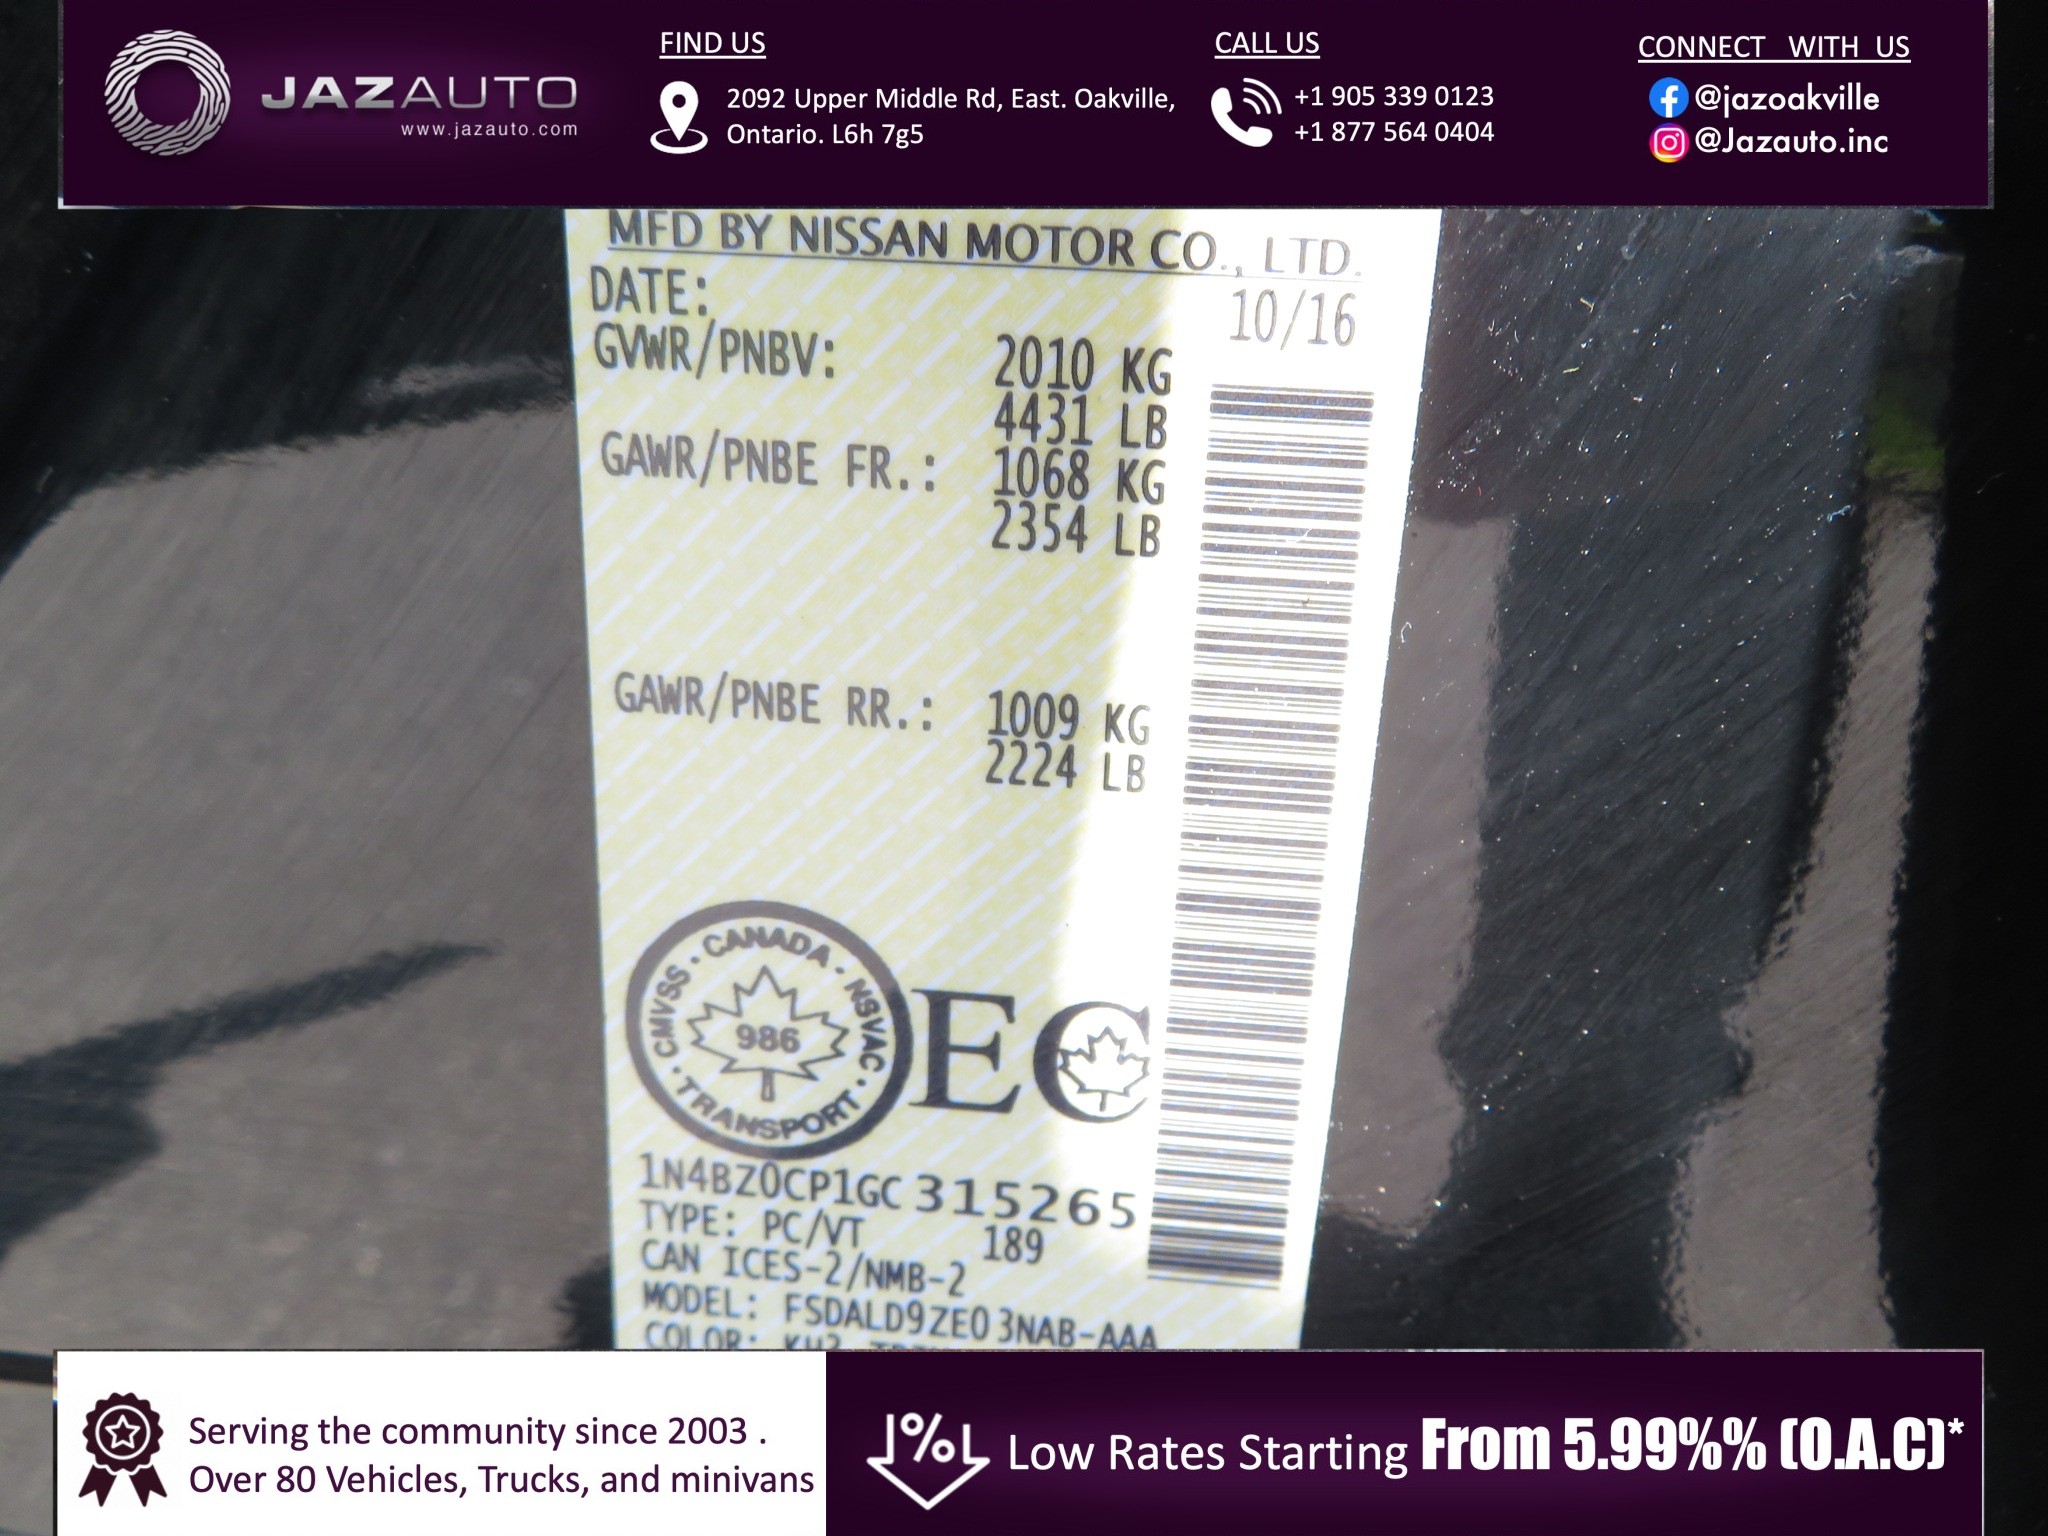 JAZAUTO
www.jazauto.com
FIND US
2092 Upper Middle Rd, East. Oakville,
Ontario. L6h 7g5
CALL US
+1 905 339 0123
+1 877 564 0404
CONNECT WITH US
@jazoakville
@Jazauto.inc
MFD BY NISSAN MOTOR CO., LTD.
DATE: 10/16
GVWR/PNBV: 2010 KG
4431 LB
GAWR/PNBE FR.: 1068 KG
2354 LB
GAWR/PNBE RR.: 1009 KG
2224 LB
CMVSS · CANADA · NSVAC · TRANSPORT ·
986
EC
1N4BZ0CP1GC315265
TYPE: PC/VT 189
CAN ICES-2/NMB-2
MODEL: FSDALD9ZE03NAB-AAA
COLOR:
Serving the community since 2003 .
Over 80 Vehicles, Trucks, and minivans
%
Low Rates Starting From 5.99%% (O.A.C)*